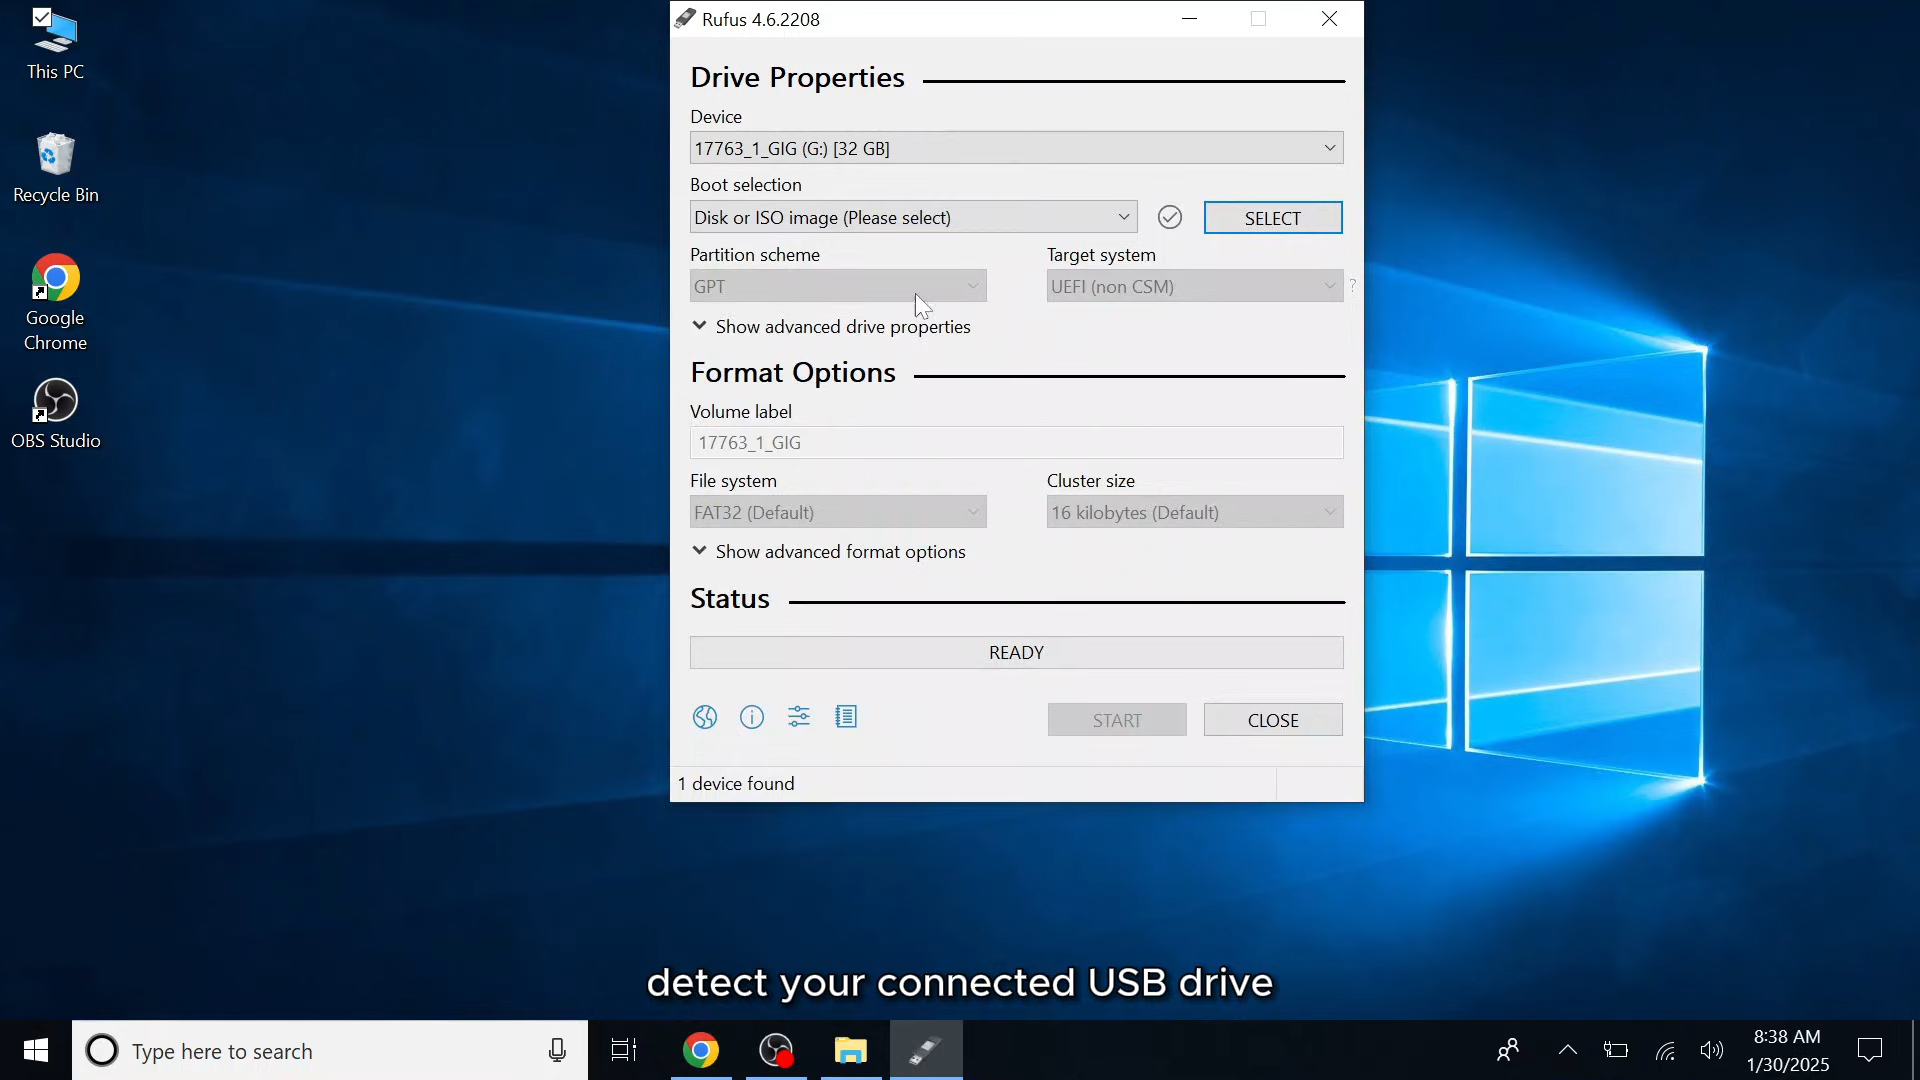 This PC
Recycle Bin
Google
Chrome
OBS Studio
Rufus 4.6.2208
Drive Properties
Device
17763_1_GIG (G:) [32 GB]
Boot selection
Disk or ISO image (Please select)
SELECT
Partition scheme
Target system
GPT
UEFI (non CSM)
?
Show advanced drive properties
Format Options
Volume label
17763_1_GIG
File system
Cluster size
FAT32 (Default)
16 kilobytes (Default)
Show advanced format options
Status
READY
START
CLOSE
1 device found
detect your connected USB drive
Type here to search
8:38 AM
1/30/2025